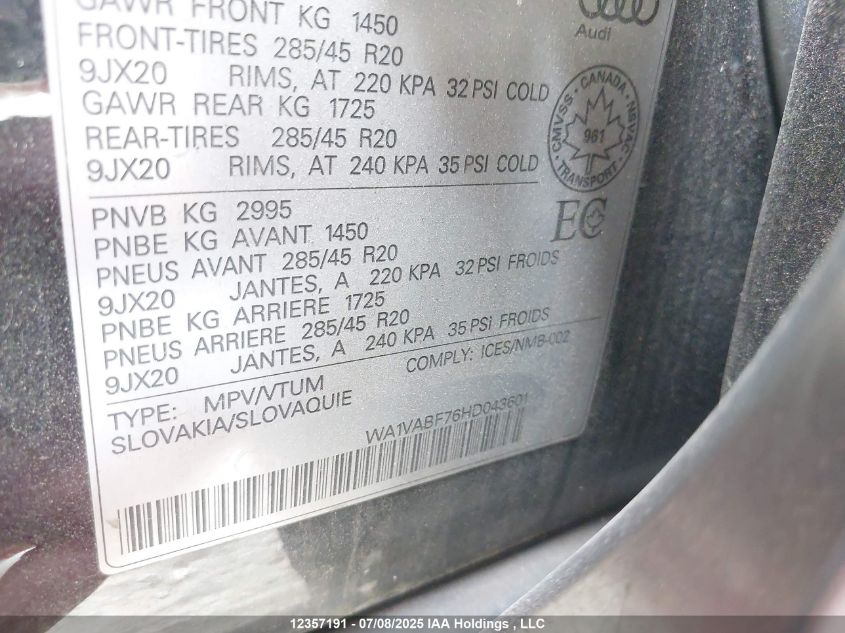 GAWR FRONT KG 1450
FRONT-TIRES 285/45 R20
9JX20 RIMS, AT 220 KPA 32 PSI COLD
GAWR REAR KG 1725
REAR-TIRES 285/45 R20
9JX20 RIMS, AT 240 KPA 35 PSI COLD
Audi
CANADA
CMVSS NSVAC
961
TRANSPORT
EC
PNVB KG 2995
PNBE KG AVANT 1450
PNEUS AVANT 285/45 R20
9JX20 JANTES, A 220 KPA 32 PSI FROIDS
PNBE KG ARRIERE 1725
PNEUS ARRIERE 285/45 R20
9JX20 JANTES, A 240 KPA 35 PSI FROIDS
COMPLY: ICES/NMB-002
TYPE: MPV/VTUM
SLOVAKIA/SLOVAQUIE
WA1VABF76HD043601
12357191 - 07/08/2025 IAA Holdings , LLC